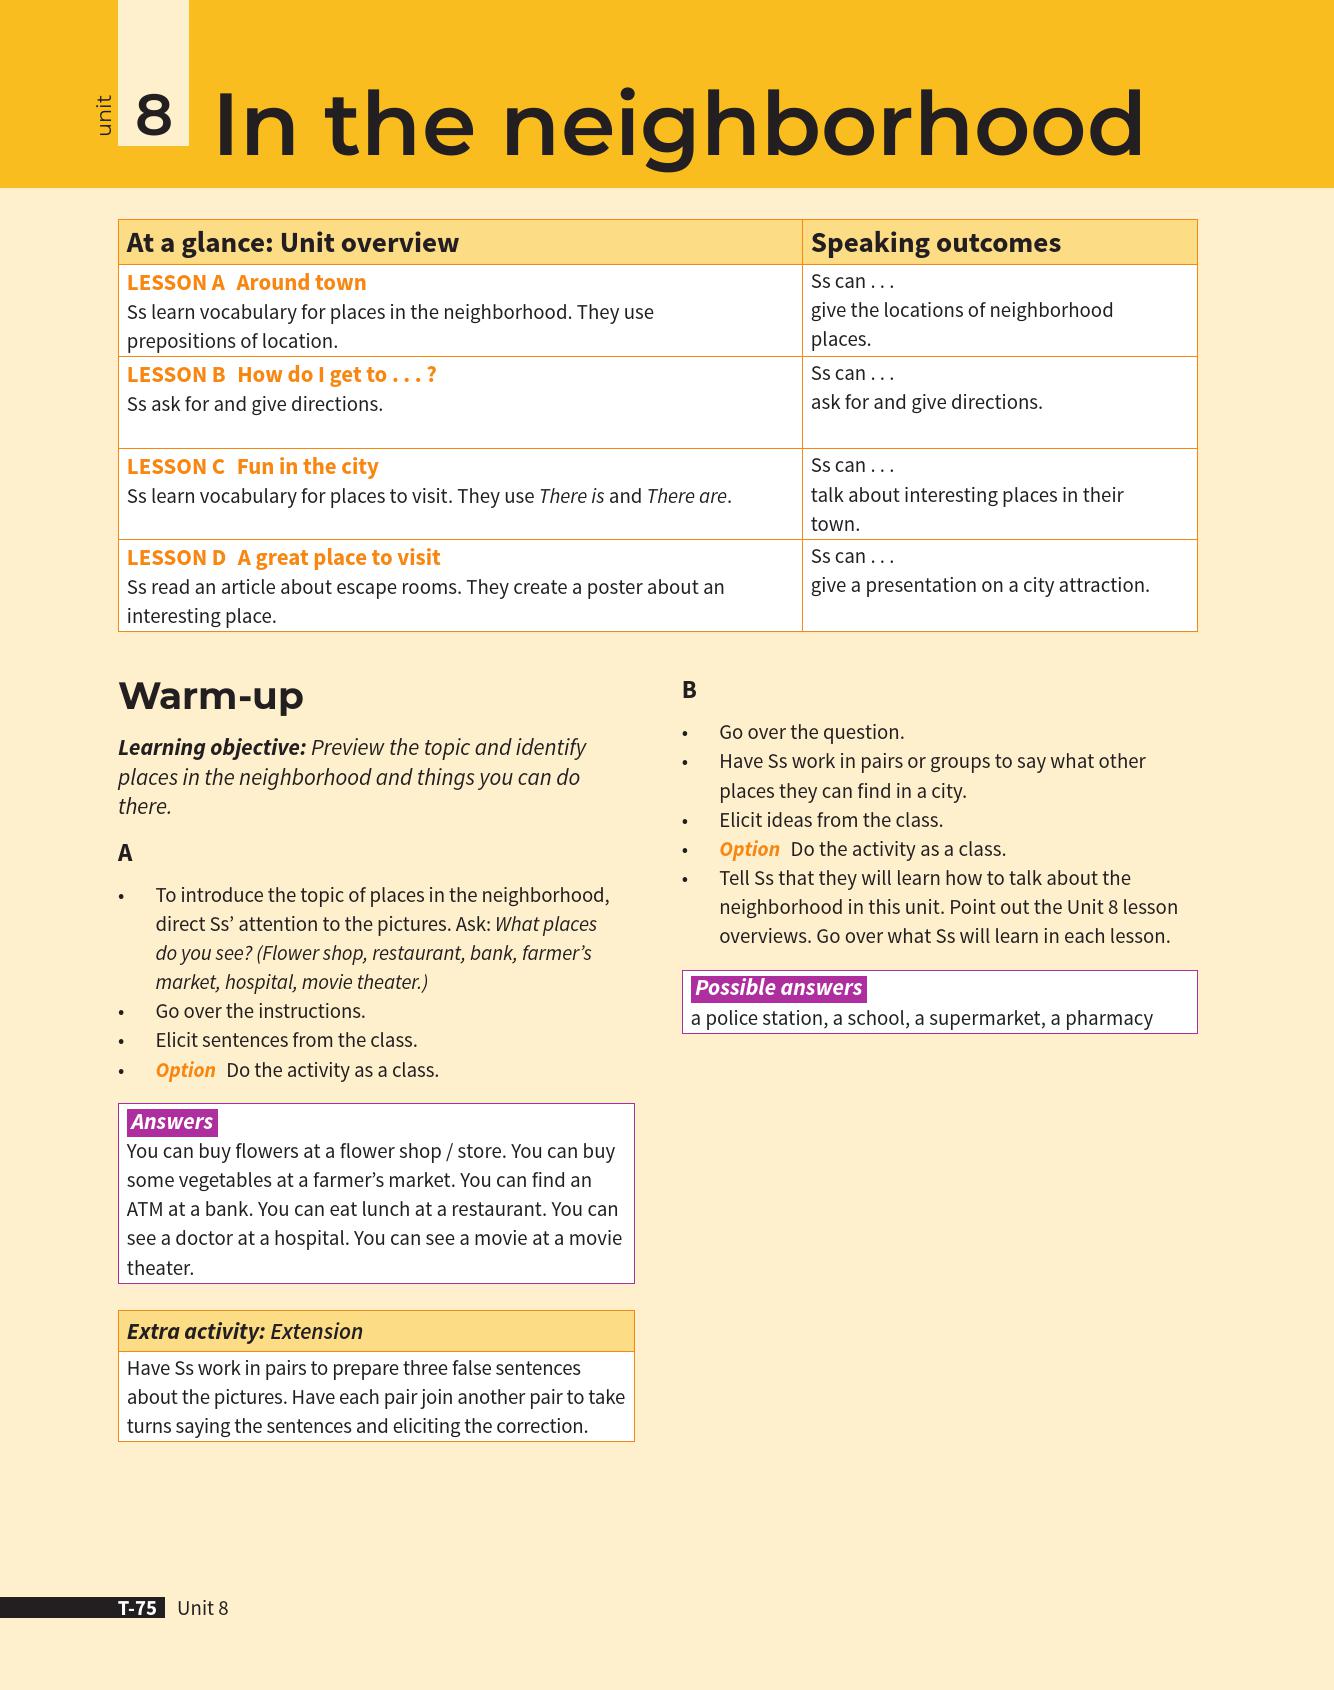 unit
8 In the neighborhood
At a glance: Unit overview
Speaking outcomes
LESSON A Around town
Ss learn vocabulary for places in the neighborhood. They use
prepositions of location.
Ss can . . .
give the locations of neighborhood
places.
LESSON B How do I get to . . . ?
Ss ask for and give directions.
Ss can . . .
ask for and give directions.
LESSON C Fun in the city
Ss learn vocabulary for places to visit. They use There is and There are.
Ss can . . .
talk about interesting places in their
town.
LESSON D A great place to visit
Ss read an article about escape rooms. They create a poster about an
interesting place.
Ss can . . .
give a presentation on a city attraction.
Warm-up
Learning objective: Preview the topic and identify
places in the neighborhood and things you can do
there.
A
• To introduce the topic of places in the neighborhood,
direct Ss’ attention to the pictures. Ask: What places
do you see? (Flower shop, restaurant, bank, farmer’s
market, hospital, movie theater.)
• Go over the instructions.
• Elicit sentences from the class.
• Option Do the activity as a class.
Answers
You can buy flowers at a flower shop / store. You can buy
some vegetables at a farmer’s market. You can find an
ATM at a bank. You can eat lunch at a restaurant. You can
see a doctor at a hospital. You can see a movie at a movie
theater.
Extra activity: Extension
Have Ss work in pairs to prepare three false sentences
about the pictures. Have each pair join another pair to take
turns saying the sentences and eliciting the correction.
B
• Go over the question.
• Have Ss work in pairs or groups to say what other
places they can find in a city.
• Elicit ideas from the class.
• Option Do the activity as a class.
• Tell Ss that they will learn how to talk about the
neighborhood in this unit. Point out the Unit 8 lesson
overviews. Go over what Ss will learn in each lesson.
Possible answers
a police station, a school, a supermarket, a pharmacy
T-75 Unit 8